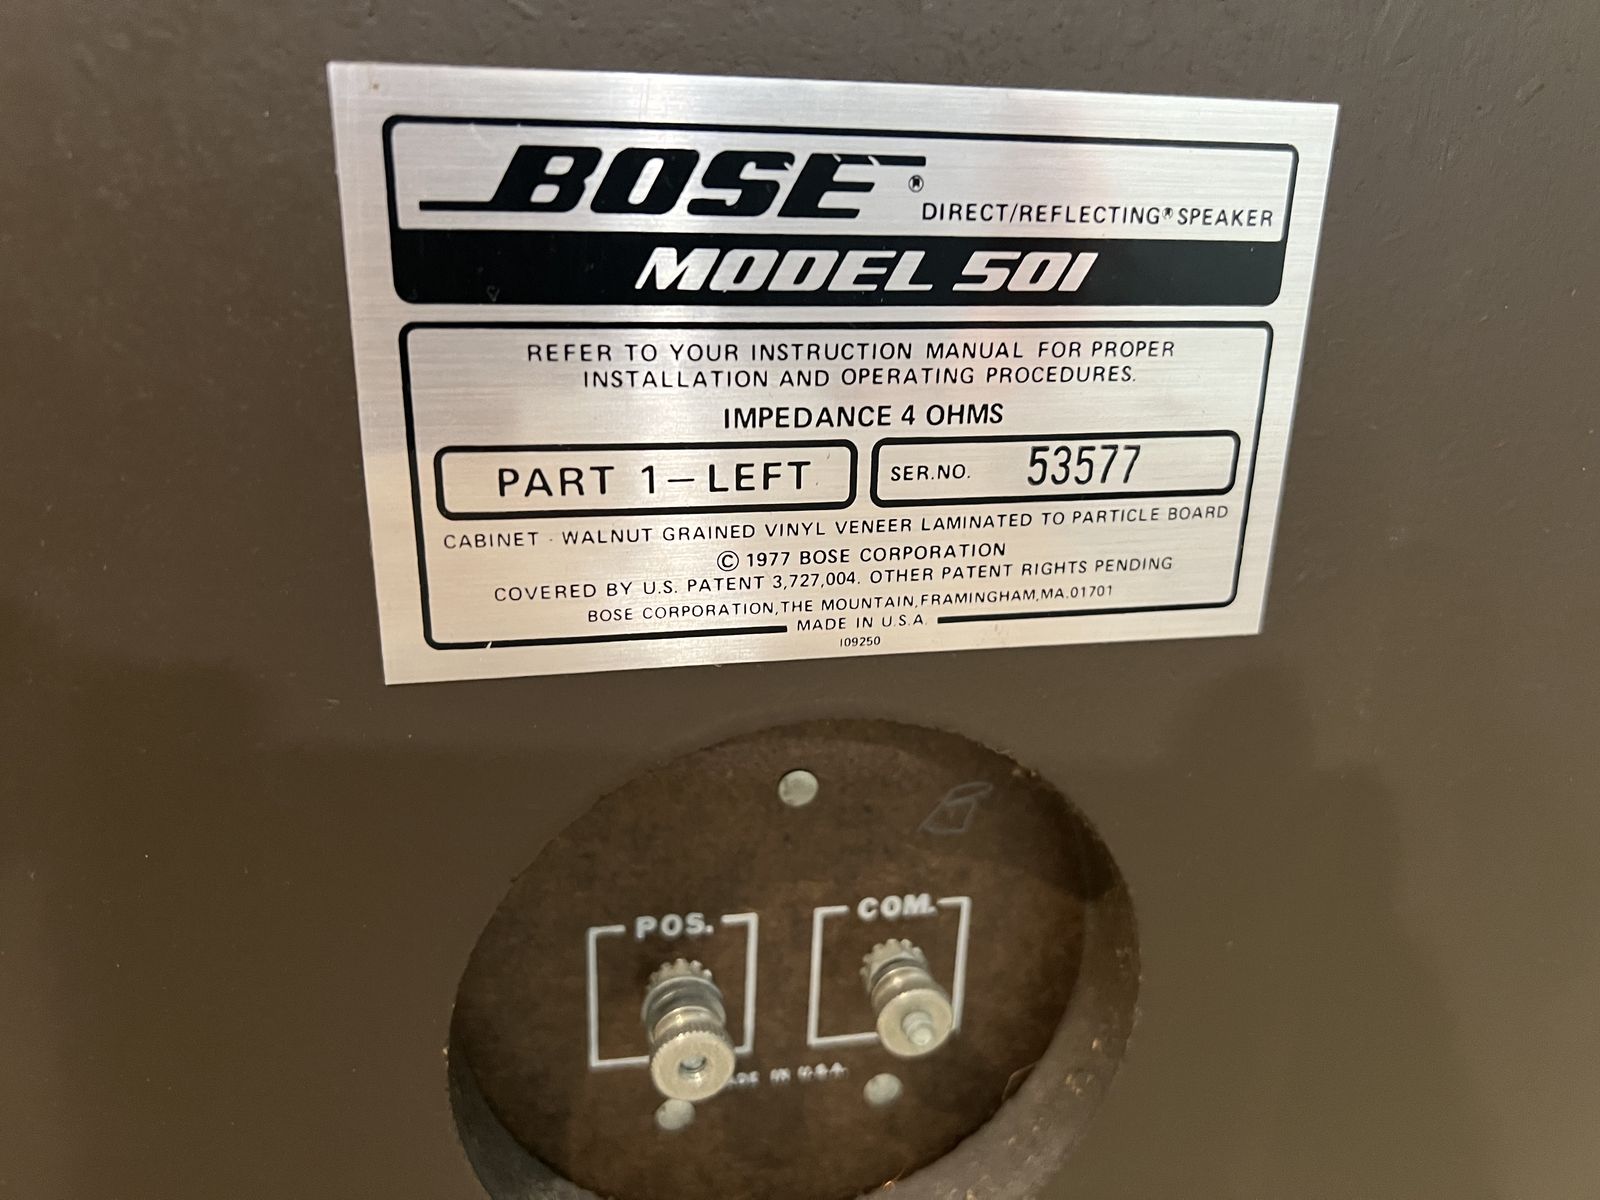 BOSE®
DIRECT/REFLECTING® SPEAKER
MODEL 501
REFER TO YOUR INSTRUCTION MANUAL FOR PROPER
INSTALLATION AND OPERATING PROCEDURES.
IMPEDANCE 4 OHMS
PART 1 – LEFT
SER.NO. 53577
CABINET - WALNUT GRAINED VINYL VENEER LAMINATED TO PARTICLE BOARD
© 1977 BOSE CORPORATION
COVERED BY U.S. PATENT 3,727,004. OTHER PATENT RIGHTS PENDING
BOSE CORPORATION, THE MOUNTAIN, FRAMINGHAM, MA. 01701
MADE IN U.S.A.
109250
POS.
COM.
IN U.S.A.